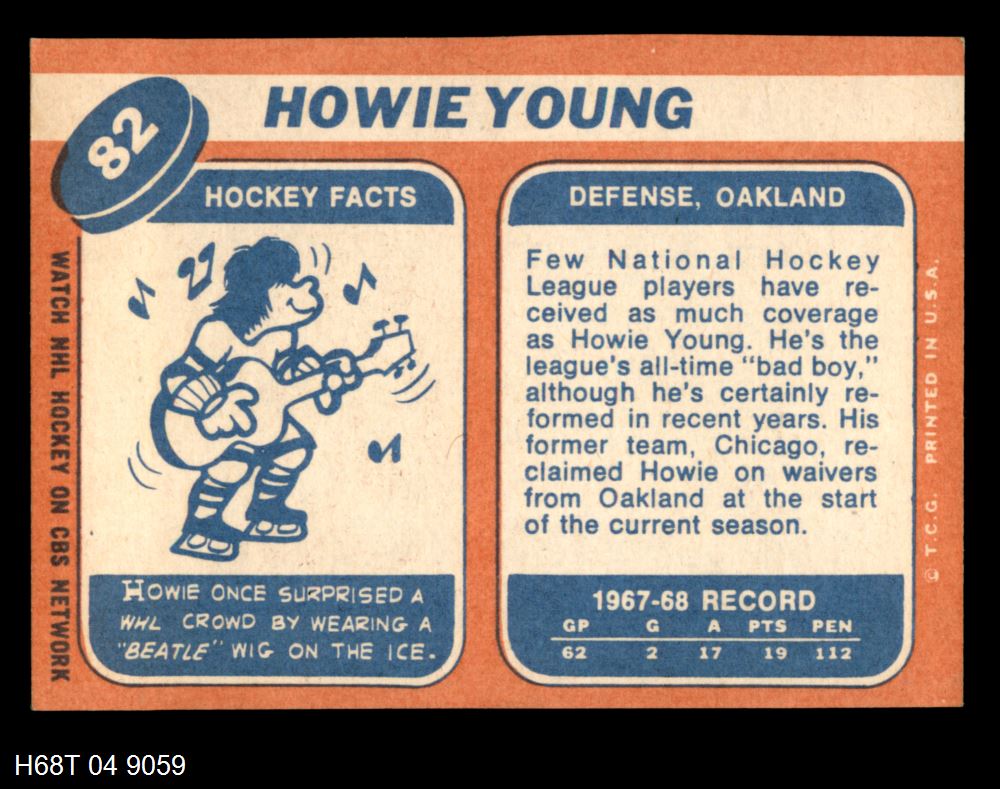 82
HOWIE YOUNG
HOCKEY FACTS
HOWIE ONCE SURPRISED A
WHL CROWD BY WEARING A
"BEATLE" WIG ON THE ICE.
WATCH NHL HOCKEY ON CBS NETWORK
DEFENSE, OAKLAND
Few National Hockey
League players have re-
ceived as much coverage
as Howie Young. He's the
league's all-time "bad boy,"
although he's certainly re-
formed in recent years. His
former team, Chicago, re-
claimed Howie on waivers
from Oakland at the start
of the current season.
1967-68 RECORD
GP G A PTS PEN
62 2 17 19 112
© T.C.G. PRINTED IN U.S.A.
H68T 04 9059